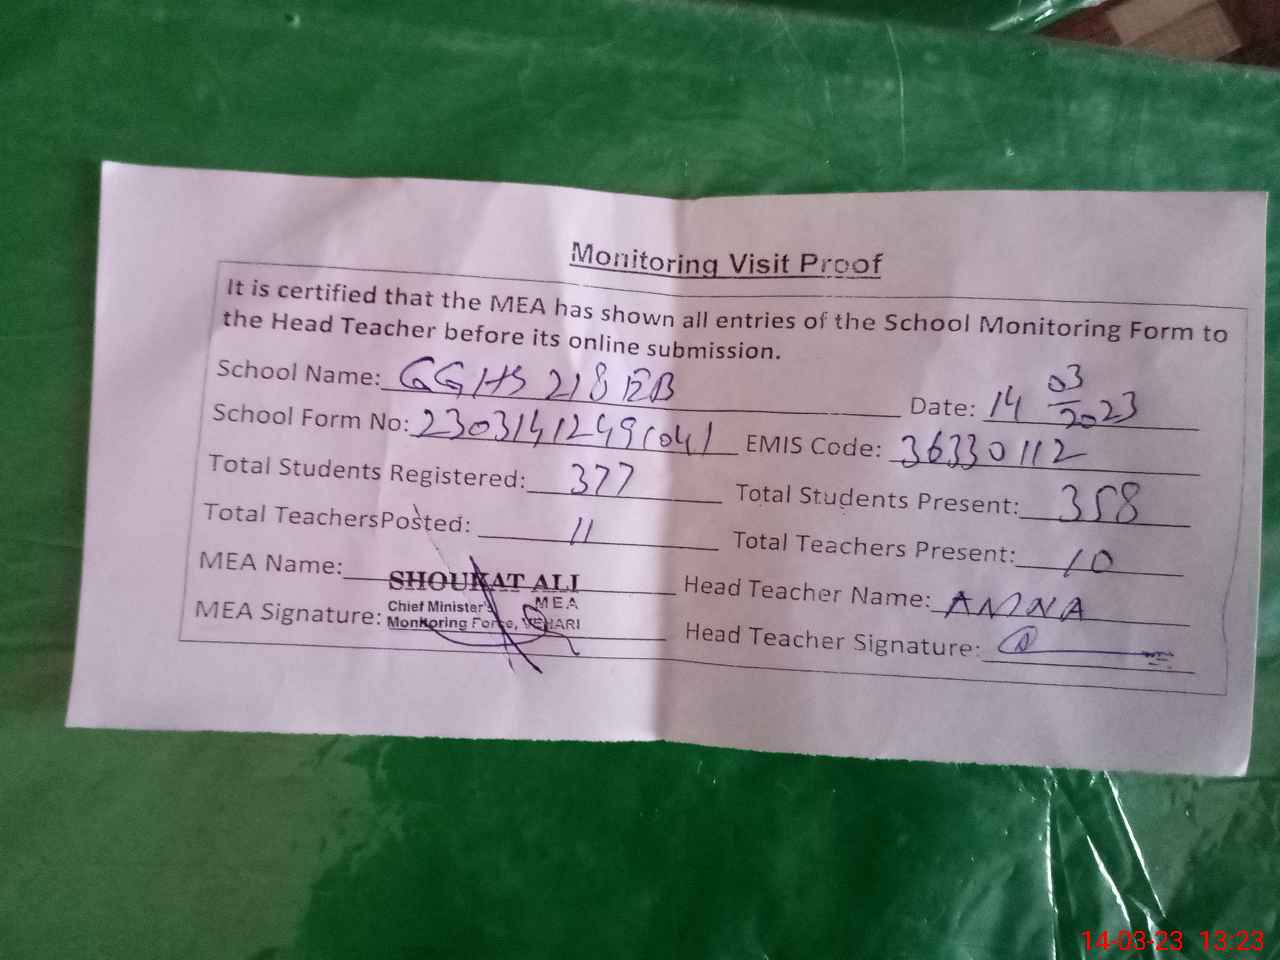 Monitoring Visit Proof
It is certified that the MEA has shown all entries of the School Monitoring Form to
the Head Teacher before its online submission.
School Name: GGHS 218 EB Date: 14 03/2023
School Form No: 2303141249(04) EMIS Code: 36330112
Total Students Registered: 377 Total Students Present: 358
Total TeachersPosted: 11 Total Teachers Present: 10
MEA Name: SHOUKAT ALI Head Teacher Name: AMNA
MEA Signature: Chief Minister's MEA
Monitoring Force, VEHARI Head Teacher Signature:
14-03-23 13:23